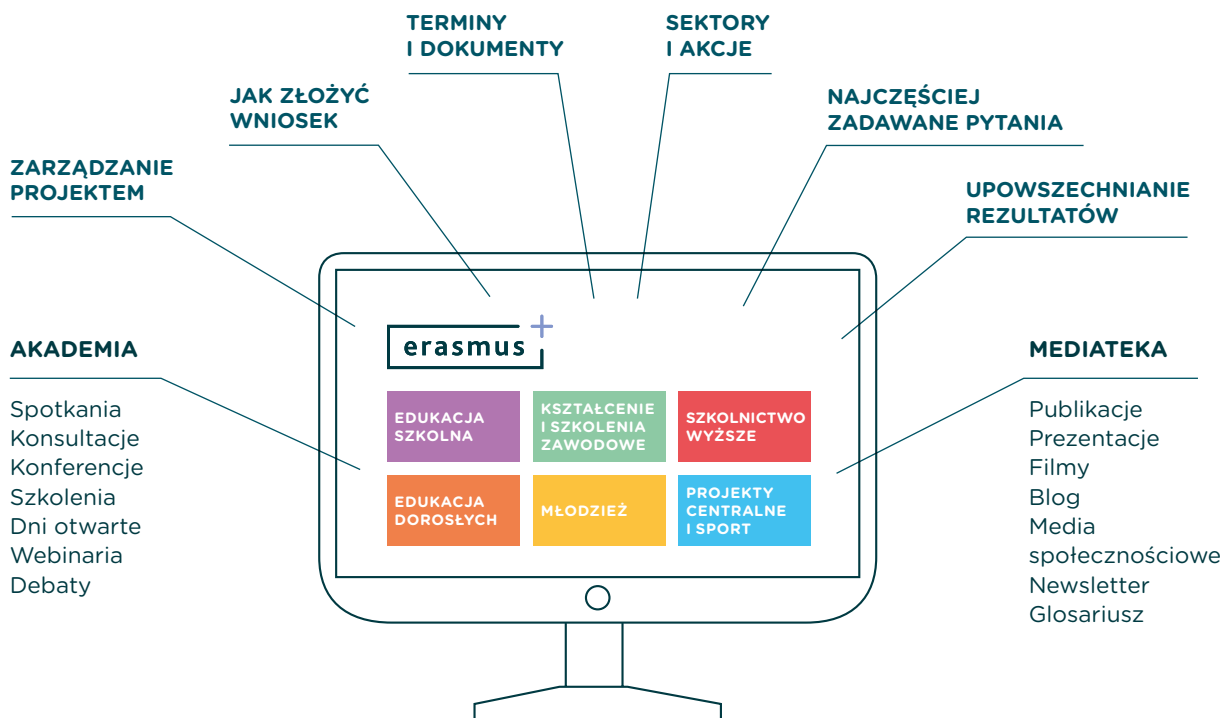 TERMINY
I DOKUMENTY
SEKTORY
I AKCJE
JAK ZŁOŻYĆ
WNIOSEK
NAJCZĘŚCIEJ
ZADAWANE PYTANIA
ZARZĄDZANIE
PROJEKTEM
UPOWSZECHNIANIE
REZULTATÓW
erasmus+
AKADEMIA
Spotkania
Konsultacje
Konferencje
Szkolenia
Dni otwarte
Webinaria
Debaty
EDUKACJA
SZKOLNA
KSZTAŁCENIE
I SZKOLENIA
ZAWODOWE
SZKOLNICTWO
WYŻSZE
EDUKACJA
DOROSŁYCH
MŁODZIEŻ
PROJEKTY
CENTRALNE
I SPORT
MEDIATEKA
Publikacje
Prezentacje
Filmy
Blog
Media
społecznościowe
Newsletter
Glosariusz